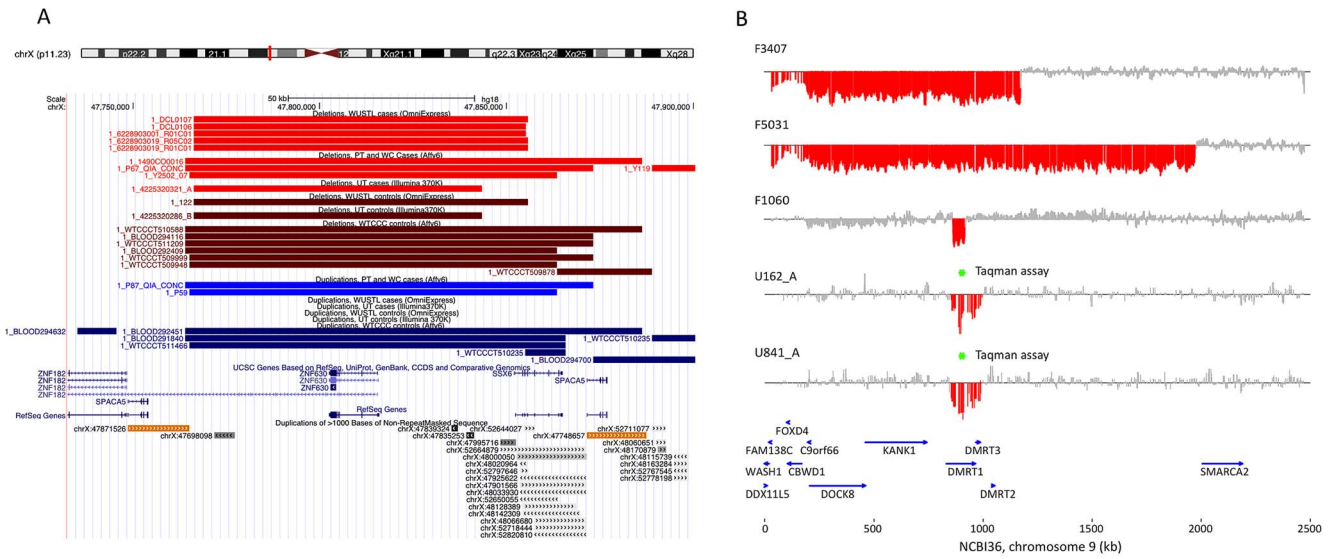 A
chrX (p11.23)
p22.2
21.1
12
Xq21.1
q22.3
Xq23
q24
Xq25
Xq28
Scale
50 kb
hg18
chrX:
47,750,000
47,800,000
47,850,000
47,900,000
Deletions, WUSTL cases (OmniExpress)
1_DCL0107
1_DCL0106
1_6228903001_R01C01
1_6228903019_R05C02
1_6228903019_R01C01
Deletions, PT and WC Cases (Affy6)
1_1490CO0016
1_P67_QIA_CONC
1_Y119
1_Y2502_07
Deletions, UT cases (Illumina 370K)
1_4225320321_A
Deletions, WUSTL controls (OmniExpress)
1_122
Deletions, UT controls (Illumina370K)
1_4225320286_B
Deletions, WTCCC controls (Affy6)
1_WTCCCT510588
1_BLOOD294116
1_WTCCCT511209
1_BLOOD292409
1_WTCCCT509999
1_WTCCCT509948
1_WTCCCT509878
Duplications, PT and WC cases (Affy6)
1_P87_QIA_CONC
1_P59
Duplications, WUSTL cases (OmniExpress)
Duplications, UT cases (Illumina 370K)
Duplications, WUSTL controls (OmniExpress)
Duplications, UT controls (Illumina 370K)
Duplications, WTCCC controls (Affy6)
1_BLOOD294632
1_BLOOD292451
1_BLOOD291840
1_WTCCCT510235
1_WTCCCT511466
1_WTCCCT510235
1_BLOOD294700
UCSC Genes Based on RefSeq, UniProt, GenBank, CCDS and Comparative Genomics
ZNF182
ZNF630
SSX6
ZNF182
ZNF630
SPACA5
ZNF182
ZNF630
ZNF182
SPACA5
RefSeq Genes
RefSeq Genes
Duplications of >1000 Bases of Non-RepeatMasked Sequence
chrX:47871526
chrX:47839324
chrX:52644027
chrX:52711077
chrX:47698098
chrX:47835253
chrX:47748657
chrX:47995716
chrX:48060651
chrX:52664879
chrX:48170879
chrX:48000050
chrX:48115739
chrX:48020964
chrX:48163284
chrX:52797646
chrX:52767545
chrX:47925622
chrX:52778198
chrX:47901566
chrX:48033930
chrX:52650055
chrX:48128389
chrX:48142309
chrX:48066680
chrX:52718444
chrX:52820810
B
F3407
F5031
F1060
U162_A
Taqman assay
U841_A
Taqman assay
FOXD4
FAM138C
C9orf66
KANK1
DMRT3
WASH1
CBWD1
DMRT1
SMARCA2
DDX11L5
DOCK8
DMRT2
0
500
1000
1500
2000
2500
NCBI36, chromosome 9 (kb)